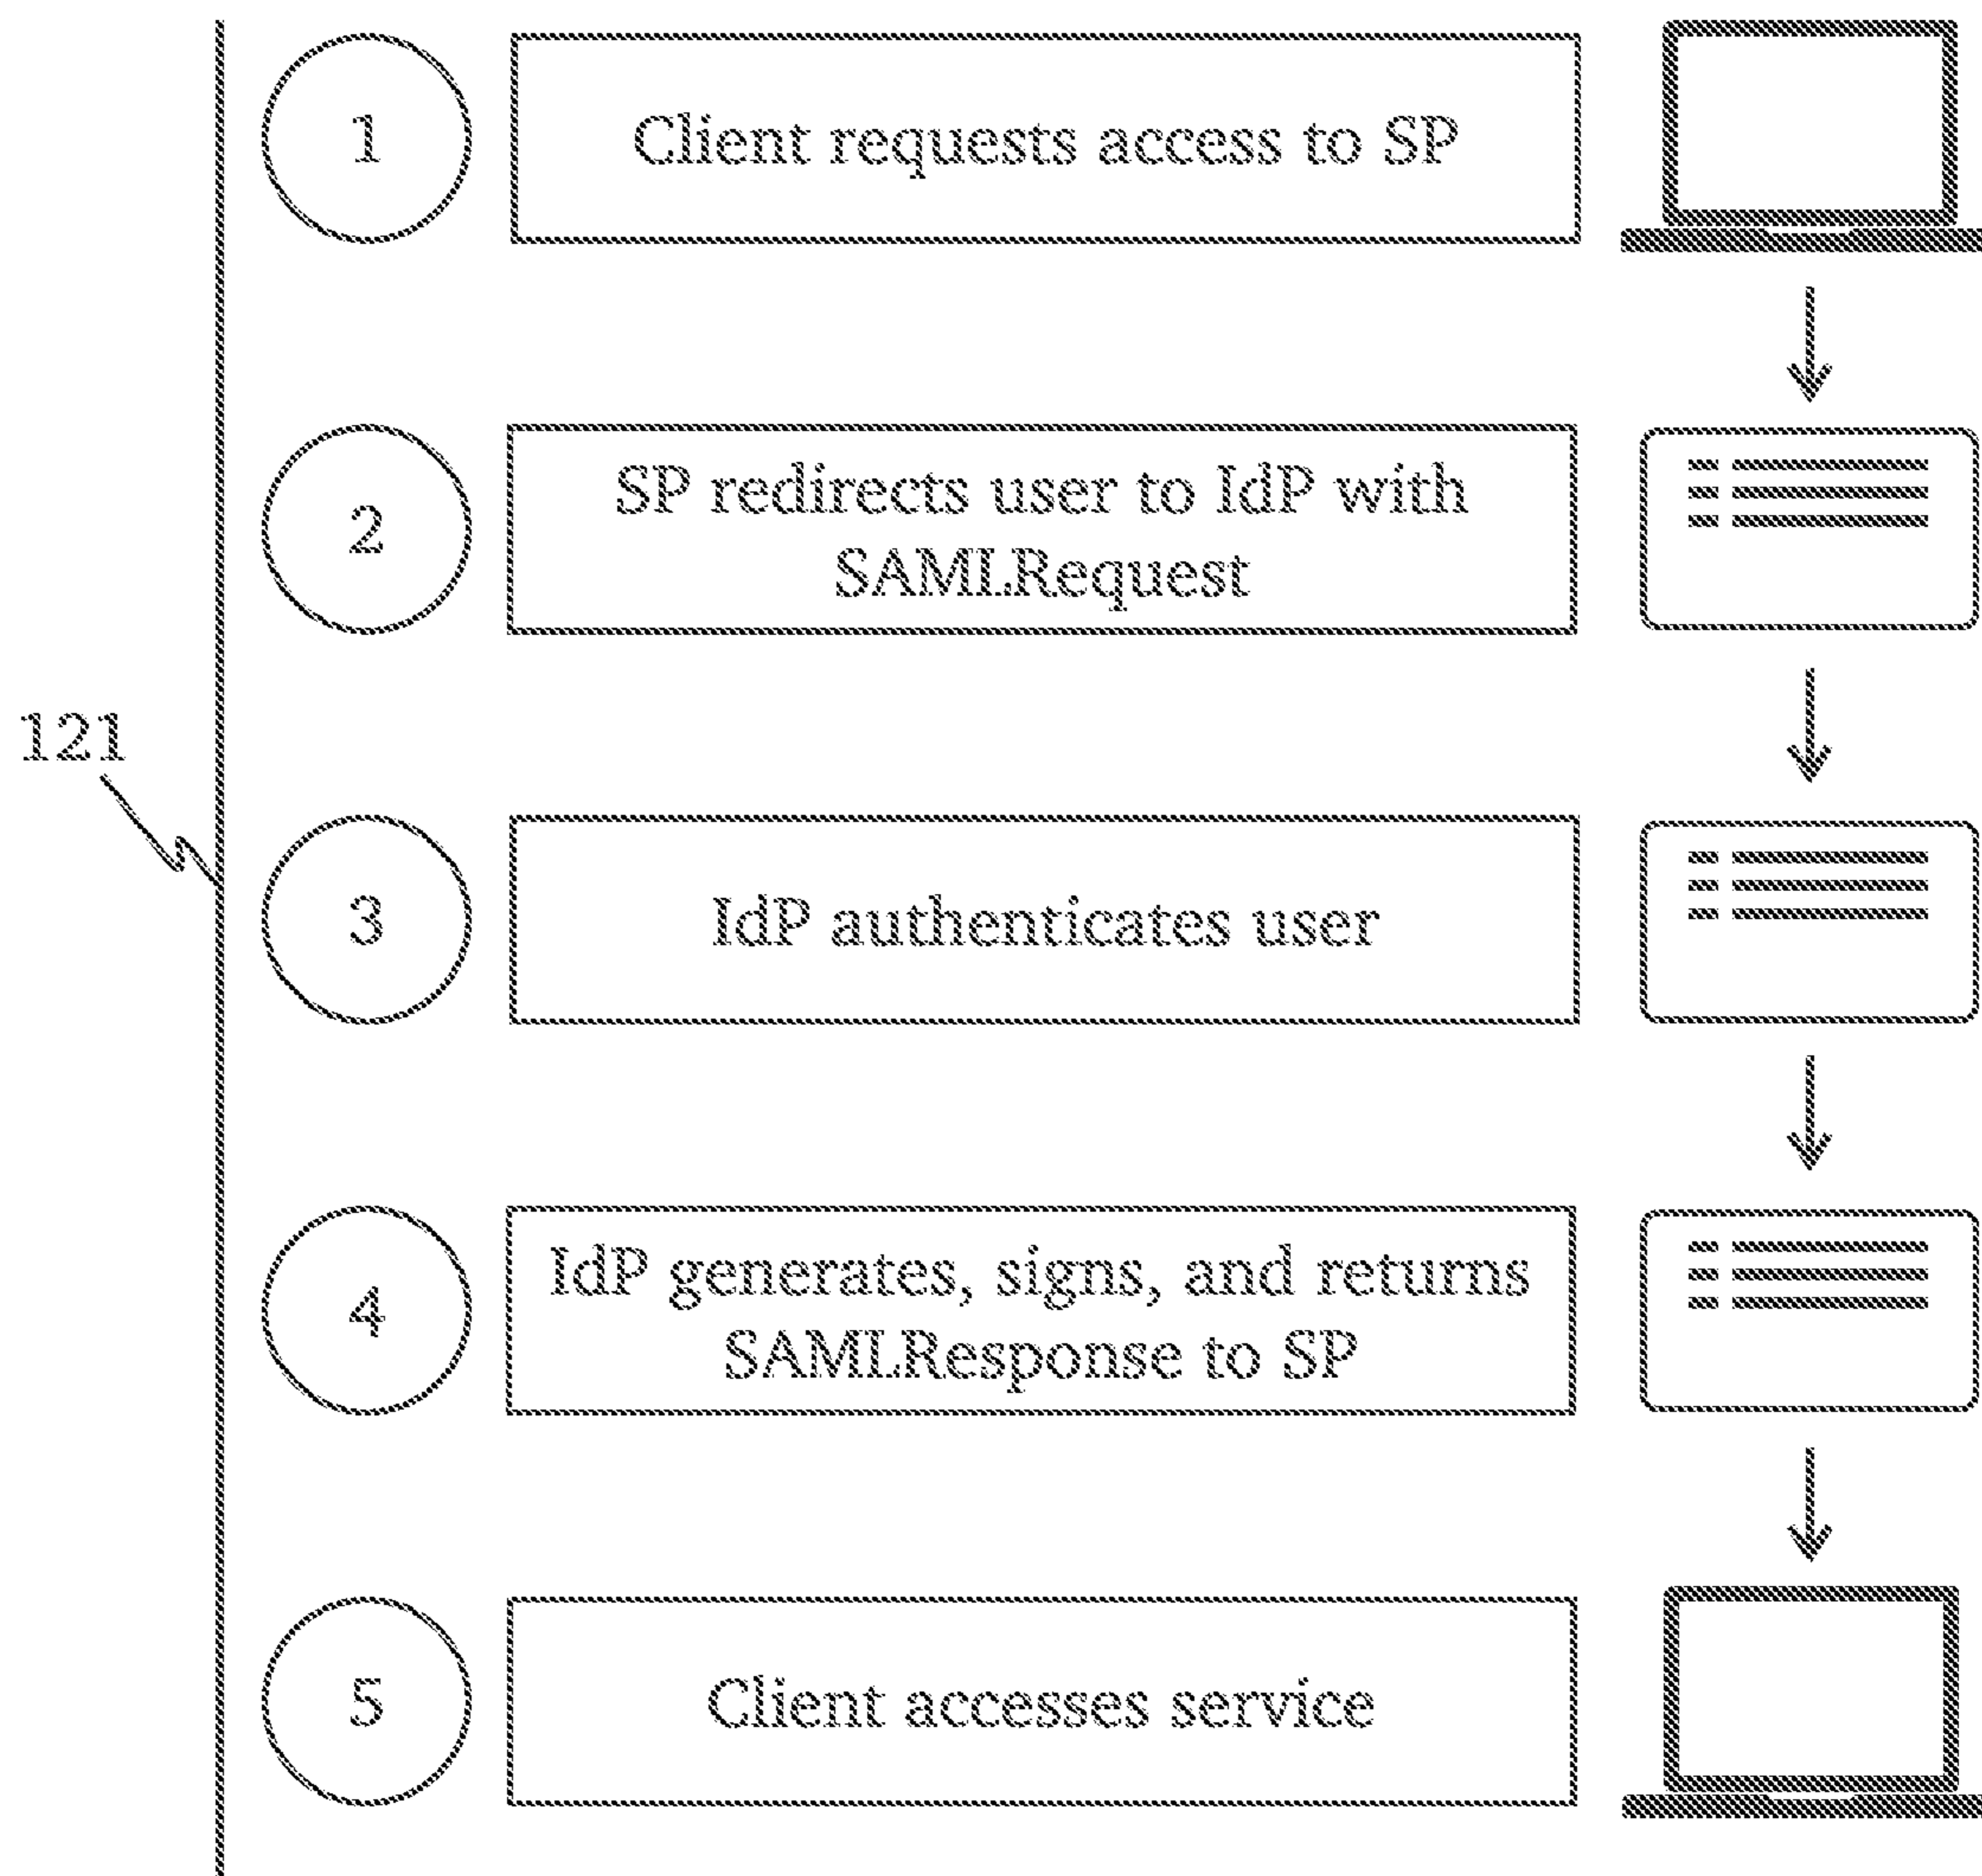 1
Client requests access to SP
2
SP redirects user to IdP with
SAMLRequest
121
3
IdP authenticates user
4
IdP generates, signs, and returns
SAMLResponse to SP
5
Client accesses service